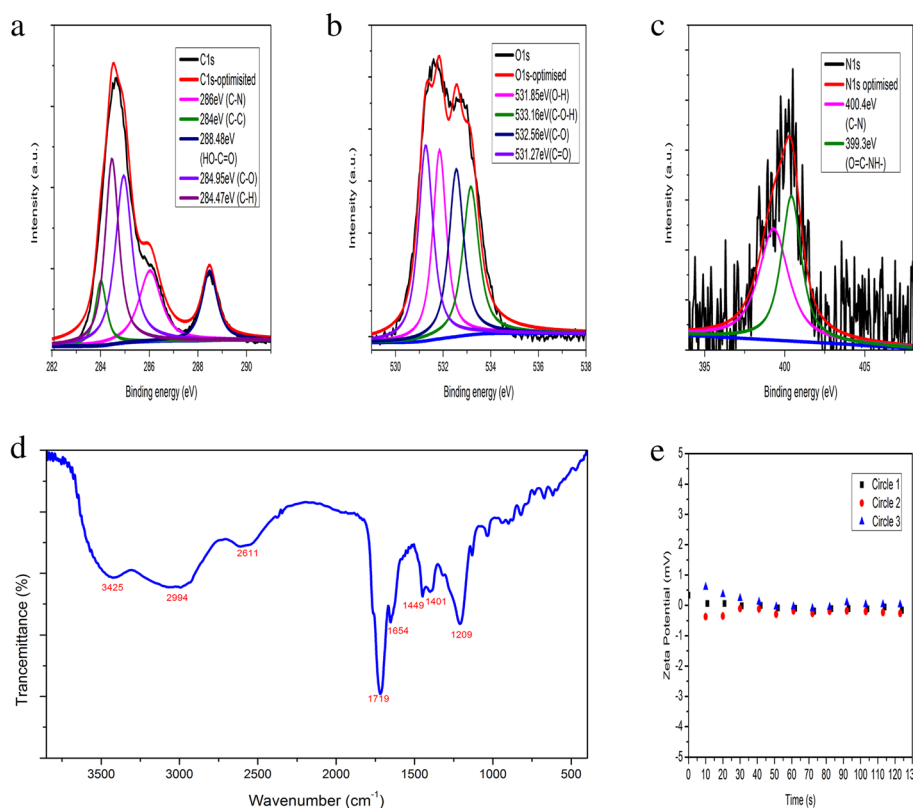 a
C1s
C1s-optimisited
286eV (C-N)
284eV (C-C)
288.48eV
(HO-C=O)
284.95eV (C-O)
284.47eV (C-H)
Intensity (a.u.)
282 284 286 288 290
Binding energy (eV)
b
O1s
O1s-optimised
531.85eV(O-H)
533.16eV(C-O-H)
532.56eV(C-O)
531.27eV(C=O)
Intensity (a.u.)
530 532 534 536 538
Binding energy (eV)
c
N1s
N1s optimised
400.4eV
(C-N)
399.3eV
(O=C-NH-)
Intensity (a.u.)
395 400 405
Binding energy (eV)
d
3425
2994
2611
1719
1654
1449
1401
1209
Trancemittance (%)
3500 3000 2500 2000 1500 1000 500
Wavenumber (cm⁻¹)
e
Circle 1
Circle 2
Circle 3
Zeta Potential (mV)
5
4
3
2
1
0
-1
-2
-3
-4
-5
0 10 20 30 40 50 60 70 80 90 100 110 120 130
Time (s)